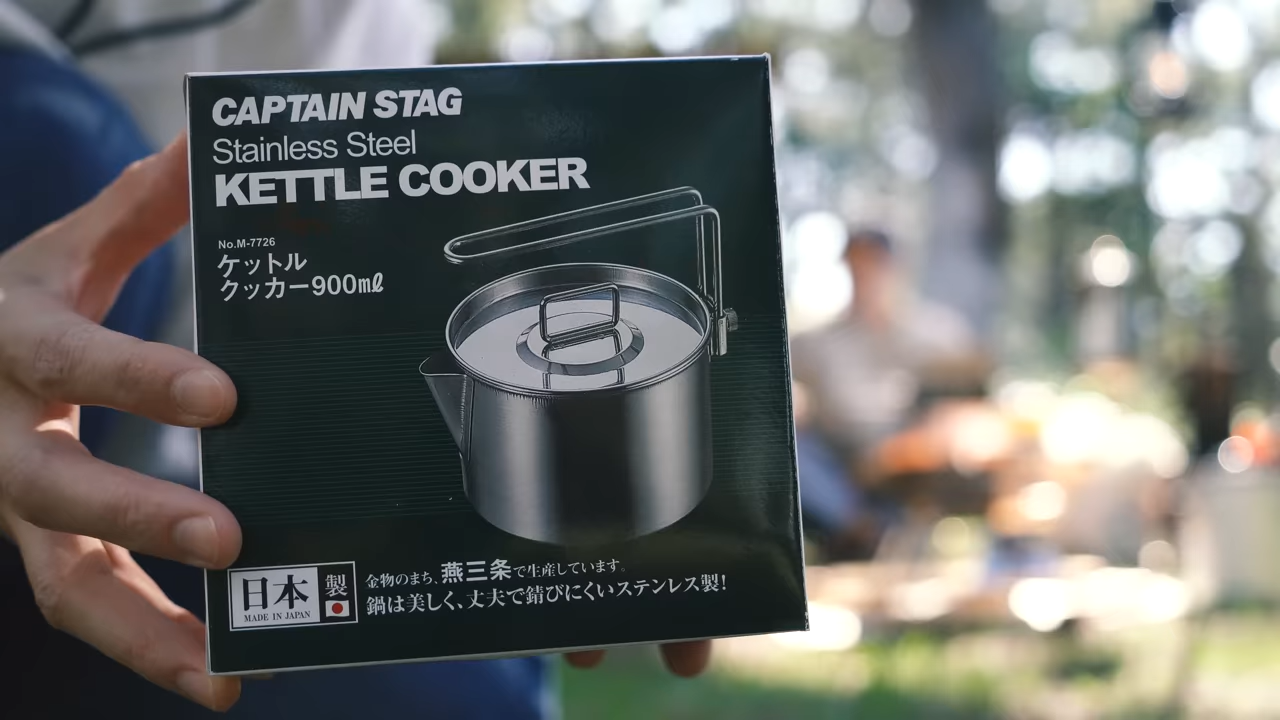 CAPTAIN STAG
Stainless Steel
KETTLE COOKER
No.M-7726
ケットル
クッカー900㎖
日本製
MADE IN JAPAN
金物のまち、燕三条で生産しています。
鍋は美しく、丈夫で錆びにくいステンレス製!